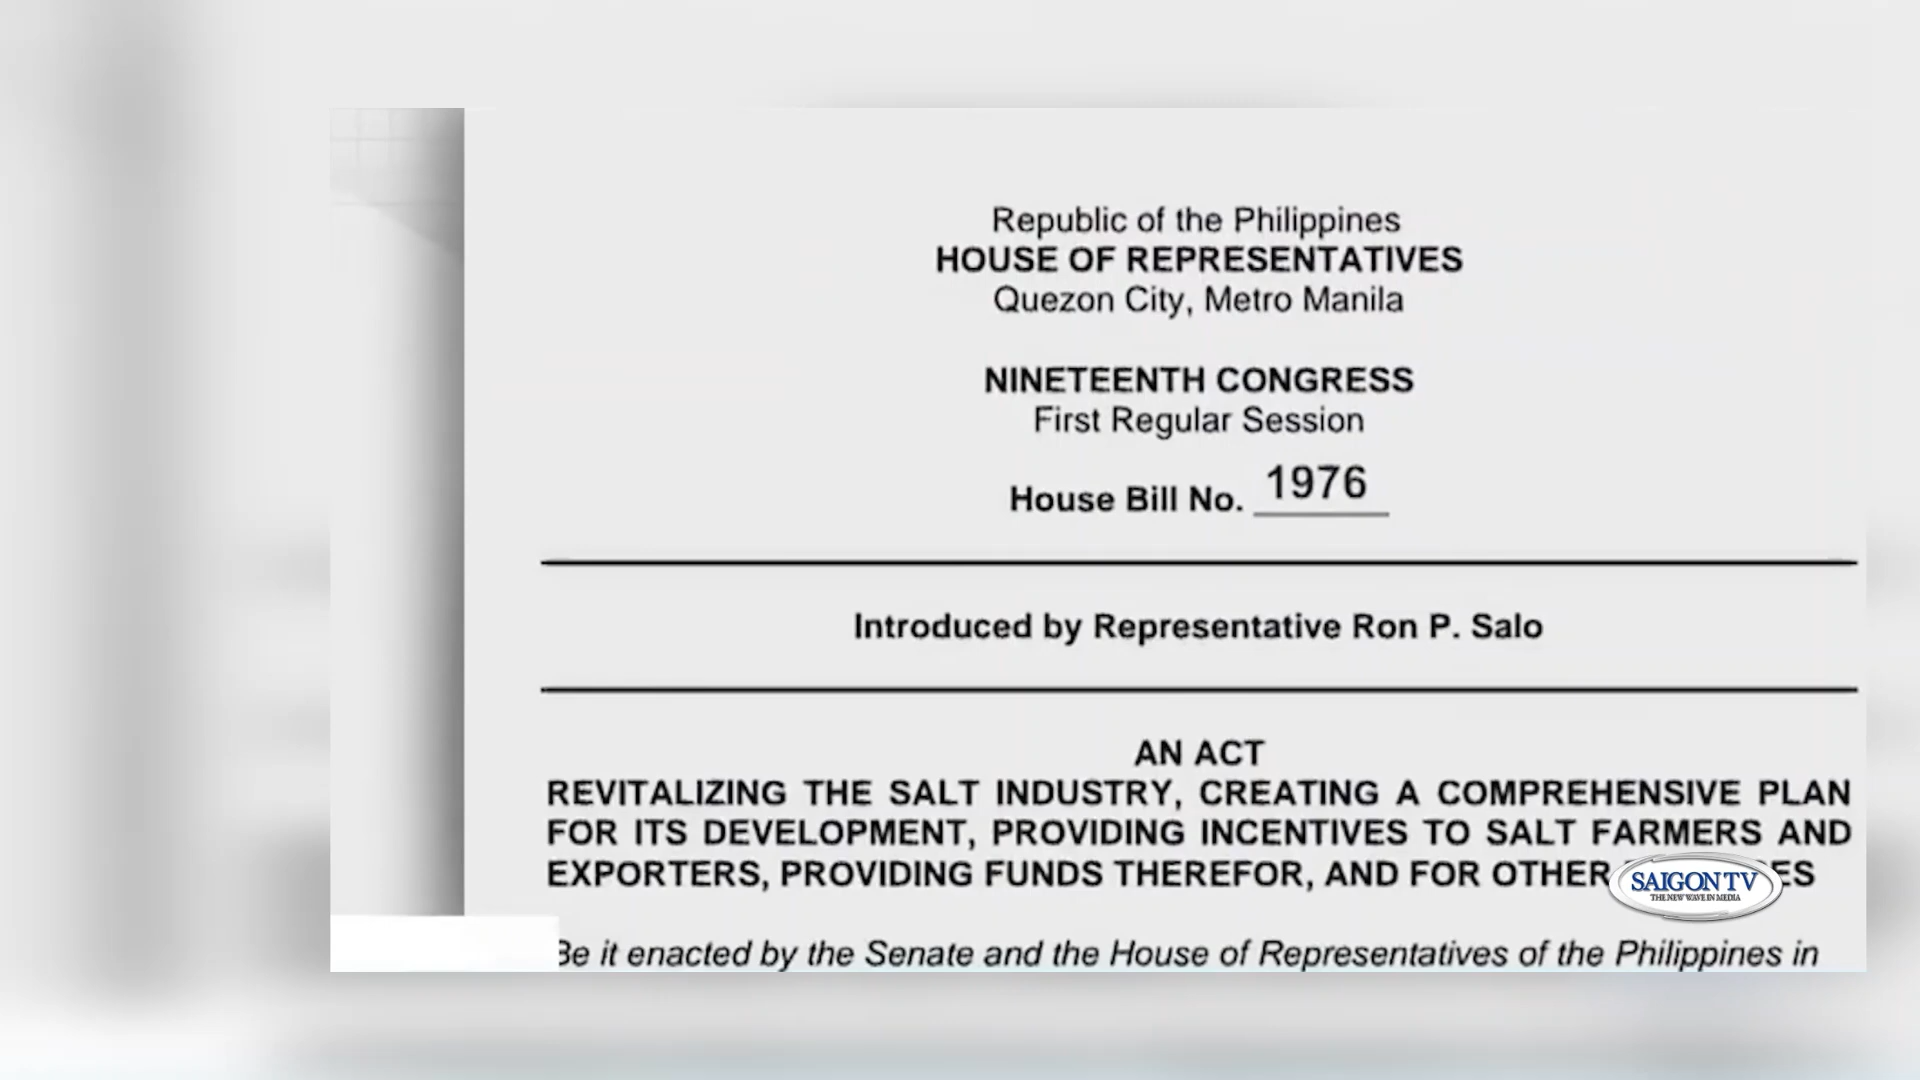 Republic of the Philippines
HOUSE OF REPRESENTATIVES
Quezon City, Metro Manila
NINETEENTH CONGRESS
First Regular Session
House Bill No. 1976
Introduced by Representative Ron P. Salo
AN ACT
REVITALIZING THE SALT INDUSTRY, CREATING A COMPREHENSIVE PLAN
FOR ITS DEVELOPMENT, PROVIDING INCENTIVES TO SALT FARMERS AND
EXPORTERS, PROVIDING FUNDS THEREFOR, AND FOR OTHER
SAIGON TV
THE NEW WAVE IN MEDIA
Be it enacted by the Senate and the House of Representatives of the Philippines in